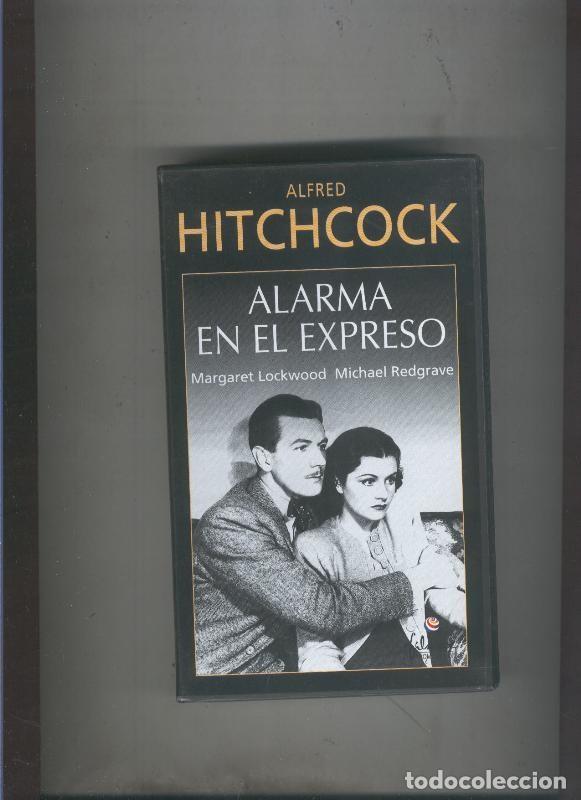 ALFRED
HITCHCOCK
ALARMA
EN EL EXPRESO
Margaret Lockwood Michael Redgrave
todocoleccion